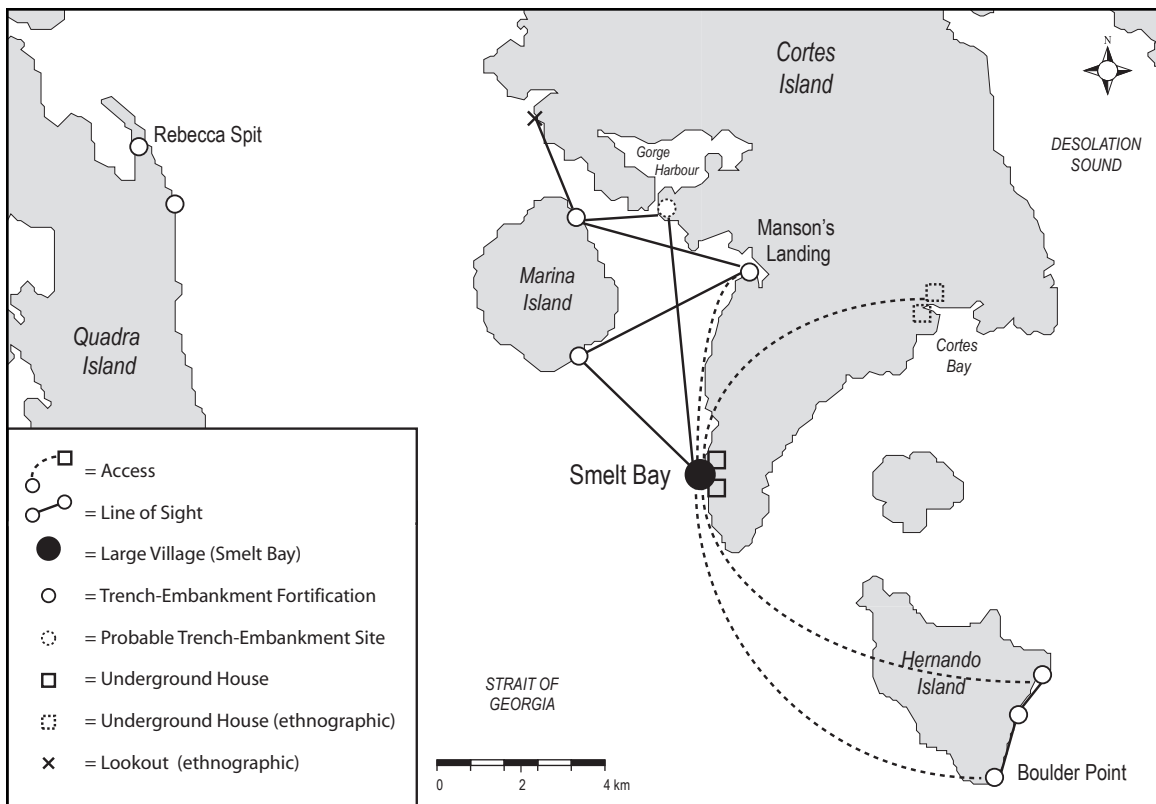 N
Cortes
Island
DESOLATION
SOUND
Rebecca Spit
Gorge
Harbour
Manson's
Landing
Marina
Island
Quadra
Island
Cortes
Bay
Smelt Bay
Hernando
Island
STRAIT OF
GEORGIA
Boulder Point
0 2 4 km
= Access
= Line of Sight
= Large Village (Smelt Bay)
= Trench-Embankment Fortification
= Probable Trench-Embankment Site
= Underground House
= Underground House (ethnographic)
= Lookout (ethnographic)